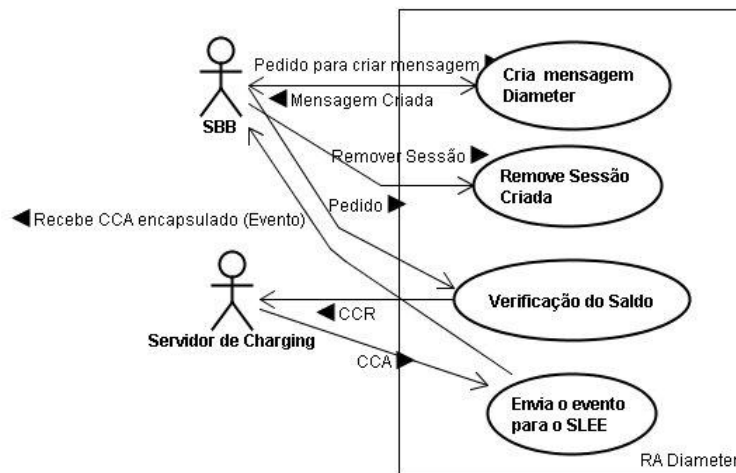 Pedido para criar mensagem
Cria mensagem
Diameter
Mensagem Criada
SBB
Remover Sessão
Remove Sessão
Criada
Pedido
Recebe CCA encapsulado (Evento)
Verificação do Saldo
CCR
Servidor de Charging
CCA
Envia o evento
para o SLEE
RA Diameter